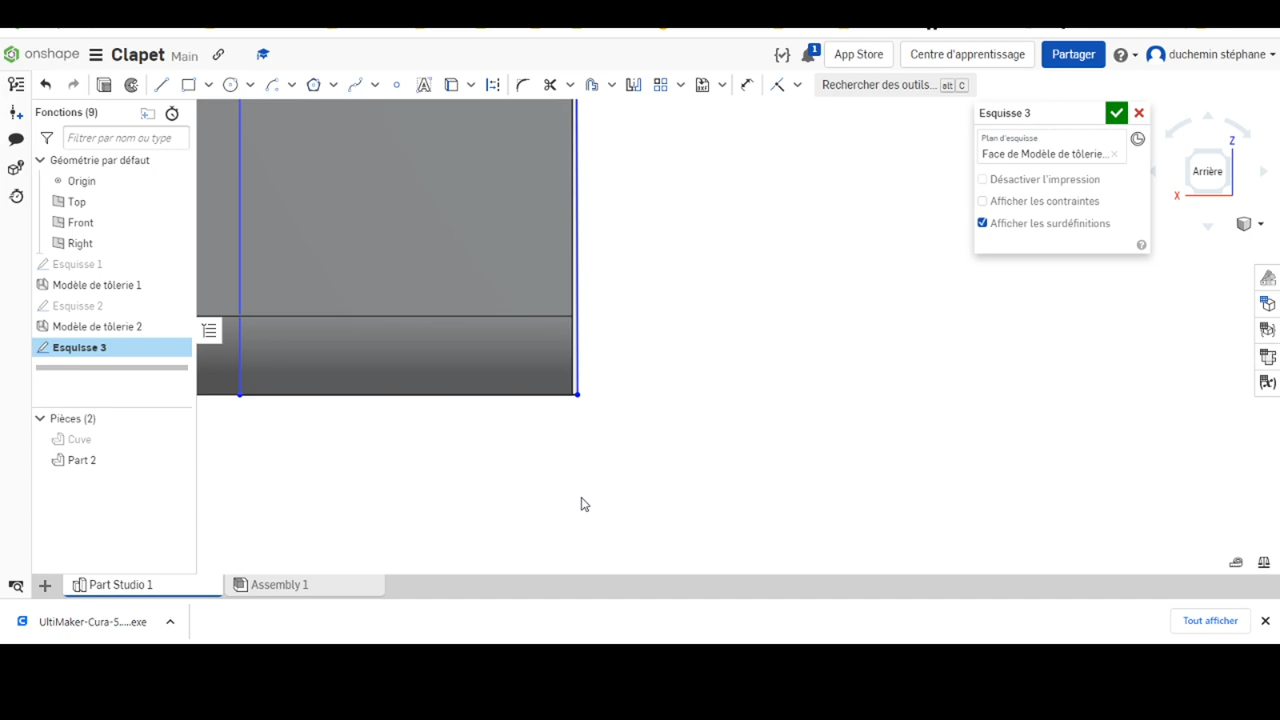 onshape Clapet Main 1 App Store Centre d'apprentissage Partager duchemin stéphane
Rechercher des outils... alt C
Fonctions (9)
Filtrer par nom ou type
Géométrie par défaut
Origin
Top
Front
Right
Esquisse 1
Modèle de tôlerie 1
Esquisse 2
Modèle de tôlerie 2
Esquisse 3
Pièces (2)
Cuve
Part 2
Esquisse 3
Plan d'esquisse
Face de Modèle de tôlerie...
Désactiver l'impression
Afficher les contraintes
Afficher les surdéfinitions
Z
Arrière
X
Part Studio 1
Assembly 1
UltiMaker-Cura-5.....exe
Tout afficher